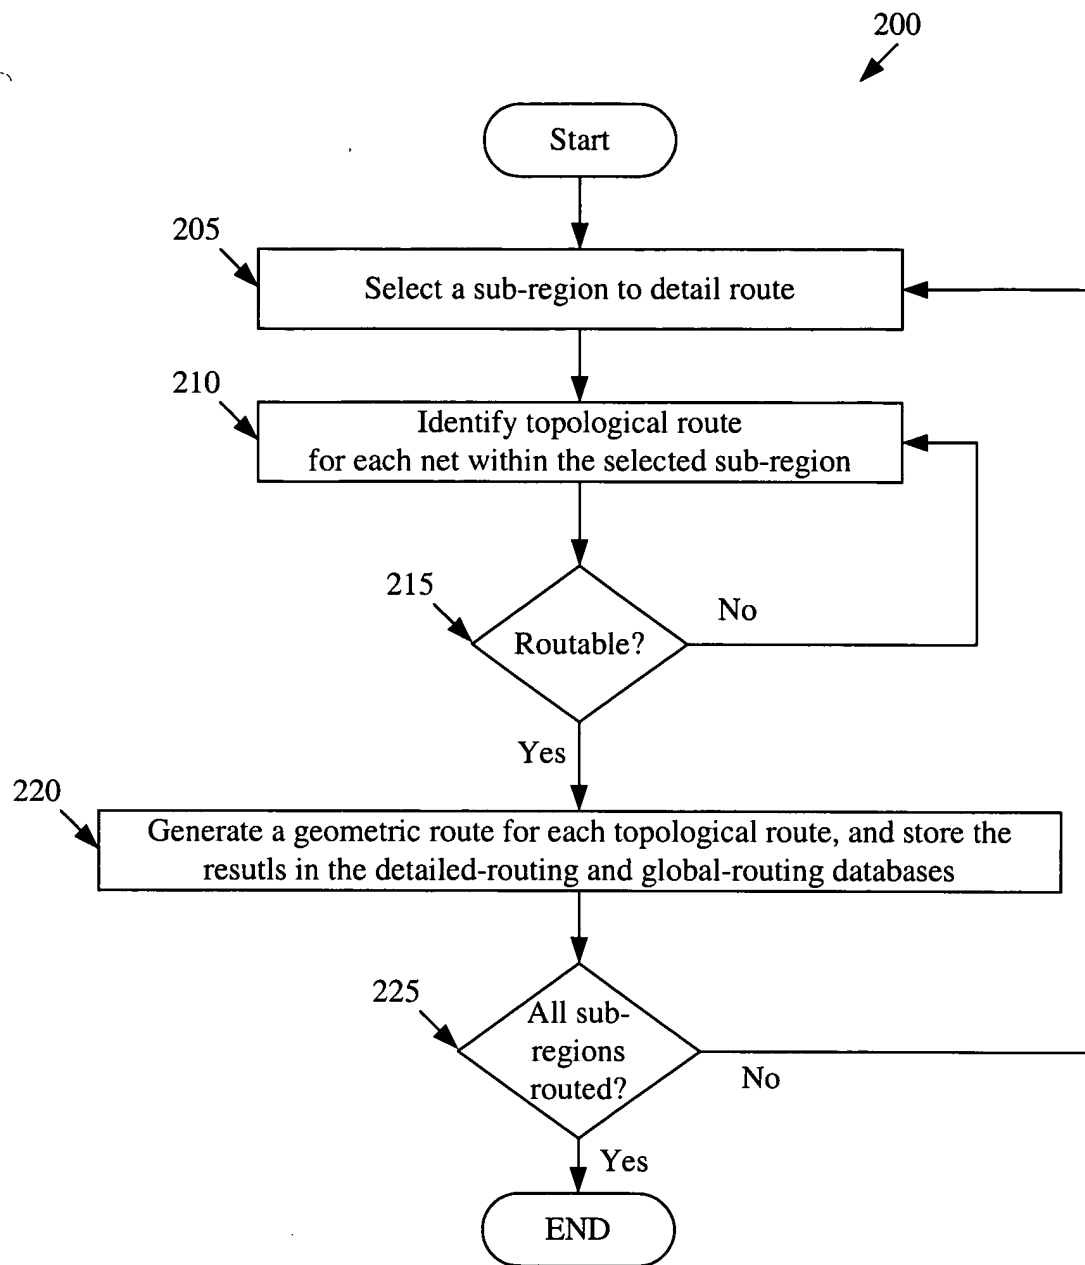 200
Start
205
Select a sub-region to detail route
210
Identify topological route
for each net within the selected sub-region
215
Routable?
No
Yes
220
Generate a geometric route for each topological route, and store the
resutls in the detailed-routing and global-routing databases
225
All sub-
regions
routed?
No
Yes
END